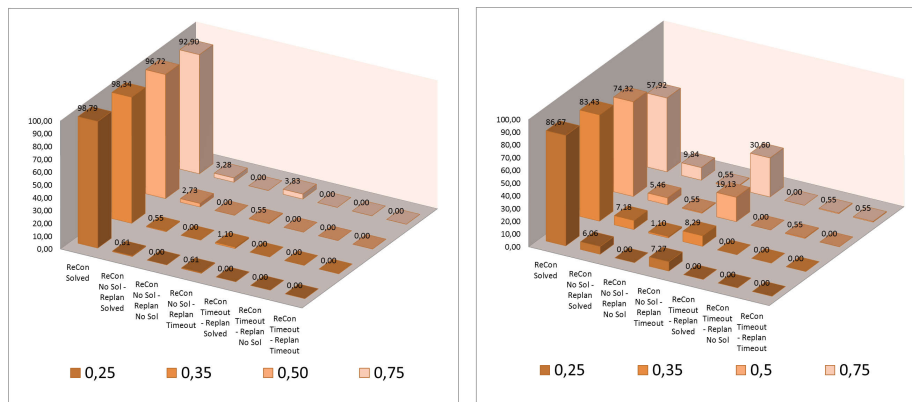 92,90
96,72
98,34
98,79
100,00
90,00
80,00
70,00
60,00
50,00
40,00
30,00
20,00
10,00
0,00
3,28
0,00
3,83
0,00
0,00
0,00
2,73
0,00
0,55
0,00
0,00
0,00
0,55
0,00
1,10
0,00
0,00
0,00
0,61
0,00
0,61
0,00
0,00
0,00
ReCon
Solved
ReCon
No Sol -
Replan
Solved
ReCon
No Sol -
Replan
No Sol
ReCon
No Sol -
Replan
Timeout
ReCon
Timeout
- Replan
Solved
ReCon
Timeout
- Replan
No Sol
ReCon
Timeout
- Replan
Timeout
0,25
0,35
0,50
0,75
57,92
74,32
83,43
86,67
100,00
90,00
80,00
70,00
60,00
50,00
40,00
30,00
20,00
10,00
0,00
9,84
0,55
30,60
0,00
0,55
0,55
5,46
0,55
19,13
0,00
0,55
0,00
7,18
1,10
8,29
0,00
0,00
0,00
6,06
0,00
7,27
0,00
0,00
0,00
ReCon
Solved
ReCon
No Sol -
Replan
Solved
ReCon
No Sol -
Replan
No Sol
ReCon
No Sol -
Replan
Timeout
ReCon
Timeout
- Replan
Solved
ReCon
Timeout
- Replan
No Sol
ReCon
Timeout
- Replan
Timeout
0,25
0,35
0,5
0,75